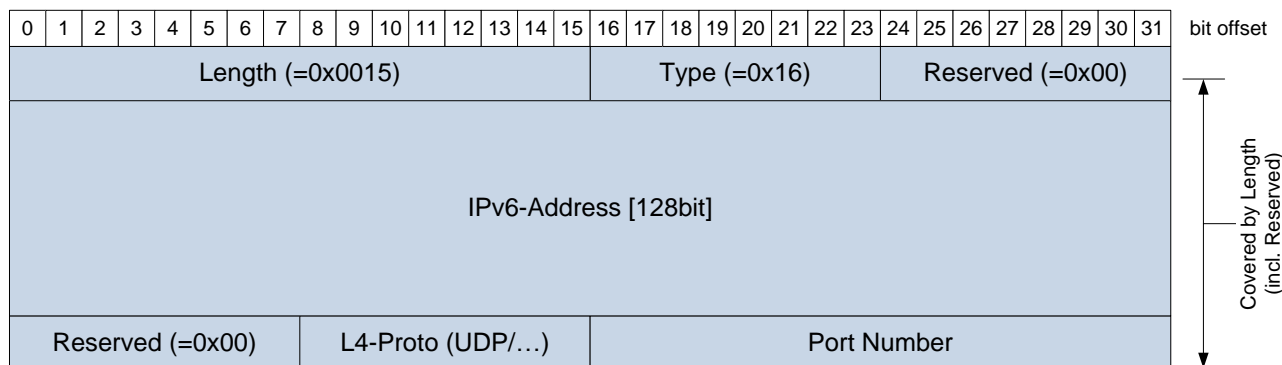 0 1 2 3 4 5 6 7 8 9 10 11 12 13 14 15 16 17 18 19 20 21 22 23 24 25 26 27 28 29 30 31 bit offset
Length (=0x0015) Type (=0x16) Reserved (=0x00)
IPv6-Address [128bit]
Covered by Length
(incl. Reserved)
Reserved (=0x00) L4-Proto (UDP/…) Port Number